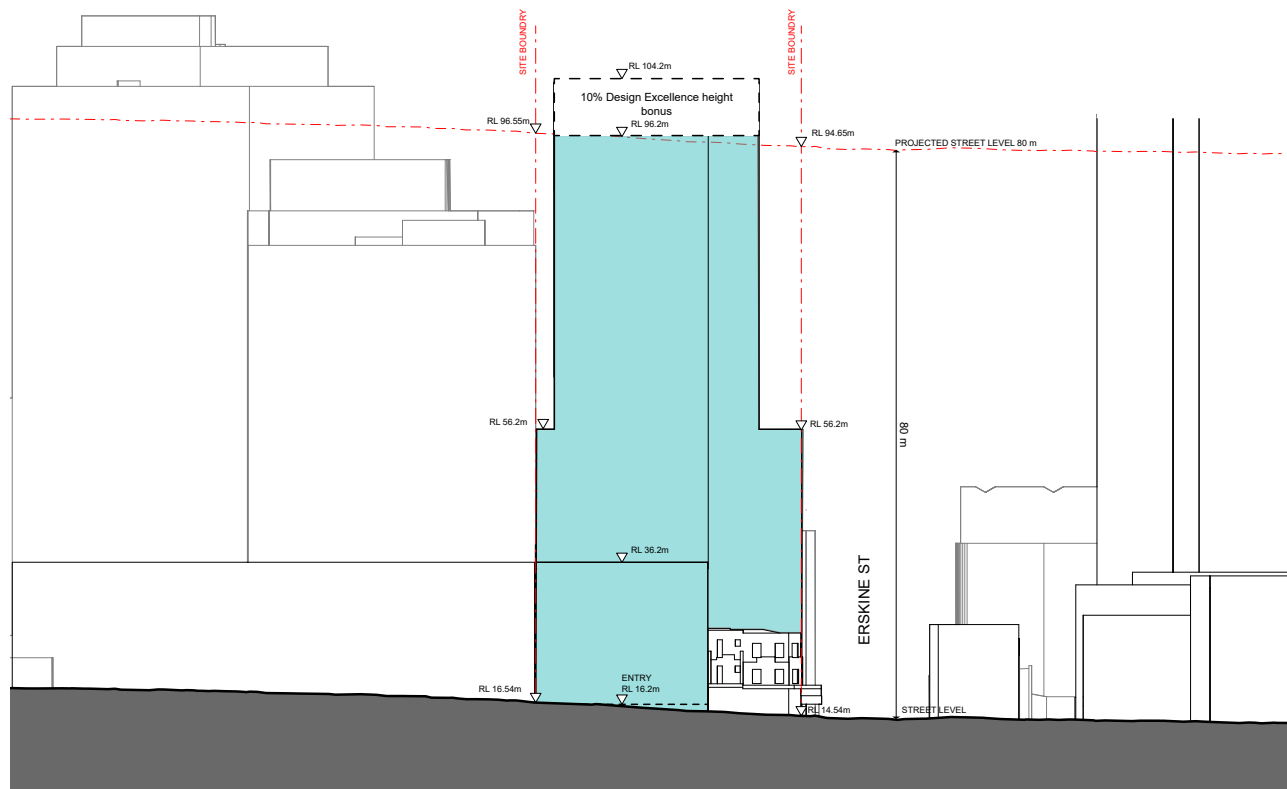 SITE BOUNDRY
SITE BOUNDRY
RL 104.2m
10% Design Excellence height
bonus
RL 96.55m
RL 96.2m
RL 94.65m
PROJECTED STREET LEVEL 80 m
RL 56.2m
RL 56.2m
80 m
RL 36.2m
ERSKINE ST
ENTRY
RL 16.54m
RL 16.2m
RL 14.54m
STREET LEVEL